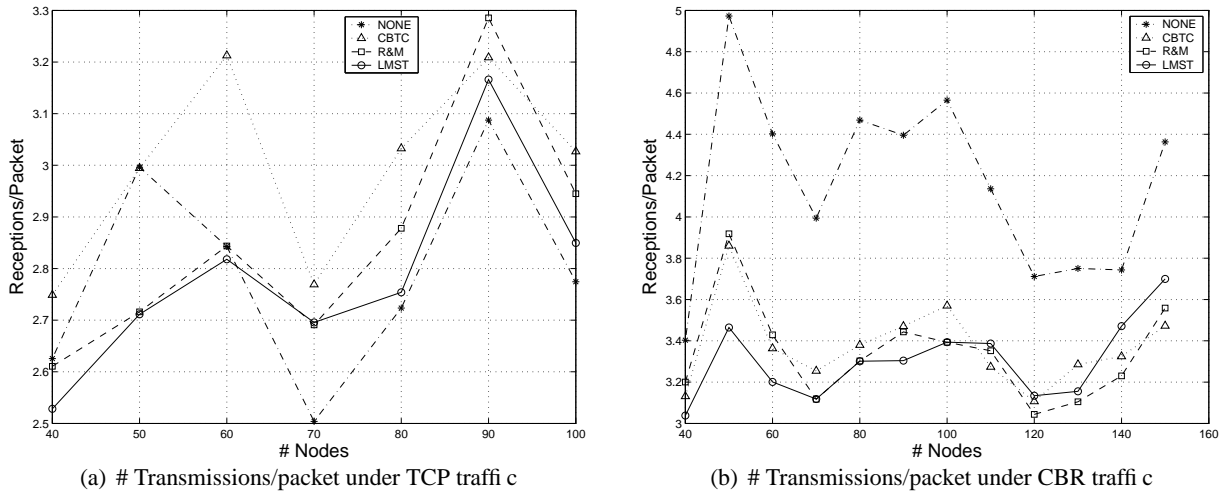 3.3
3.2
3.1
3
2.9
2.8
2.7
2.6
2.5
Receptions/Packet
NONE
CBTC
R&M
LMST
40 50 60 70 80 90 100
# Nodes
(a) # Transmissions/packet under TCP traffi c
5
4.8
4.6
4.4
4.2
4
3.8
3.6
3.4
3.2
3
Receptions/Packet
NONE
CBTC
R&M
LMST
40 60 80 100 120 140 160
# Nodes
(b) # Transmissions/packet under CBR traffi c